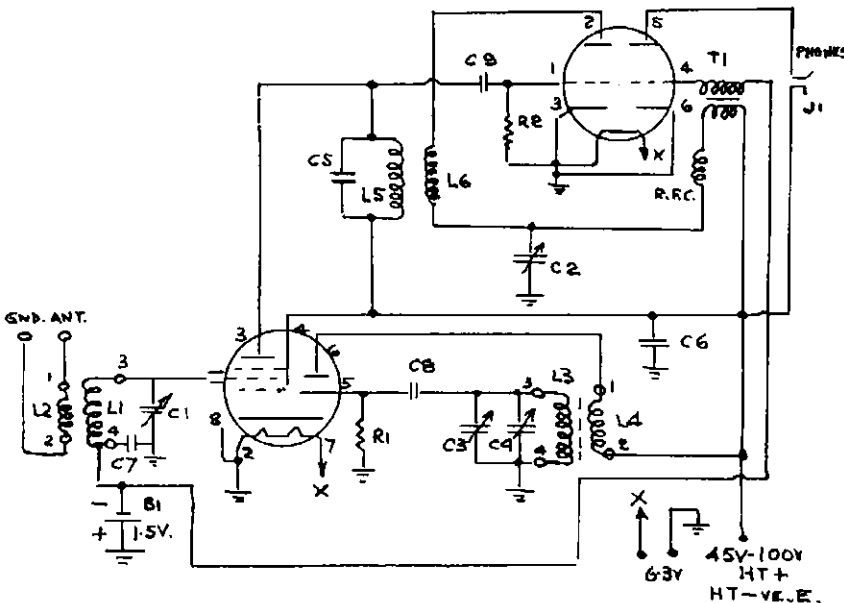 2
5
PHONES
C9
1
4
T1
3
6
J1
R2
X
C5
L5
L6
R.F.C.
C2
GND. ANT.
3
4
6
C6
1
3
5
C8
3
L3
1
L2
L1
C1
4
2
C7
8
2
7
R1
C3
C4
4
L4
2
X
B1
- 
+
1.5V.
X
6·3V
45V-100V
HT+
HT-VE.E.